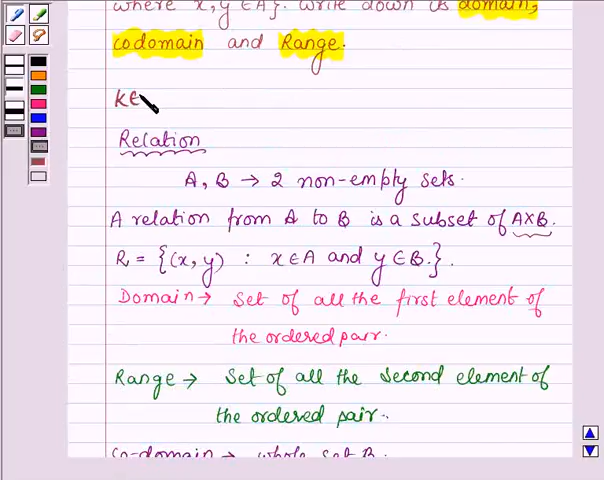 where x, y ∈ A}. Write down its domain,
codomain and Range.
KE
Relation
A, B → 2 non-empty sets.
A relation from A to B is a subset of A×B.
R = {(x, y) : x ∈ A and y ∈ B.}.
Domain → Set of all the first element of
the ordered pair.
Range → Set of all the second element of
the ordered pair.
Co-domain → whole set B.